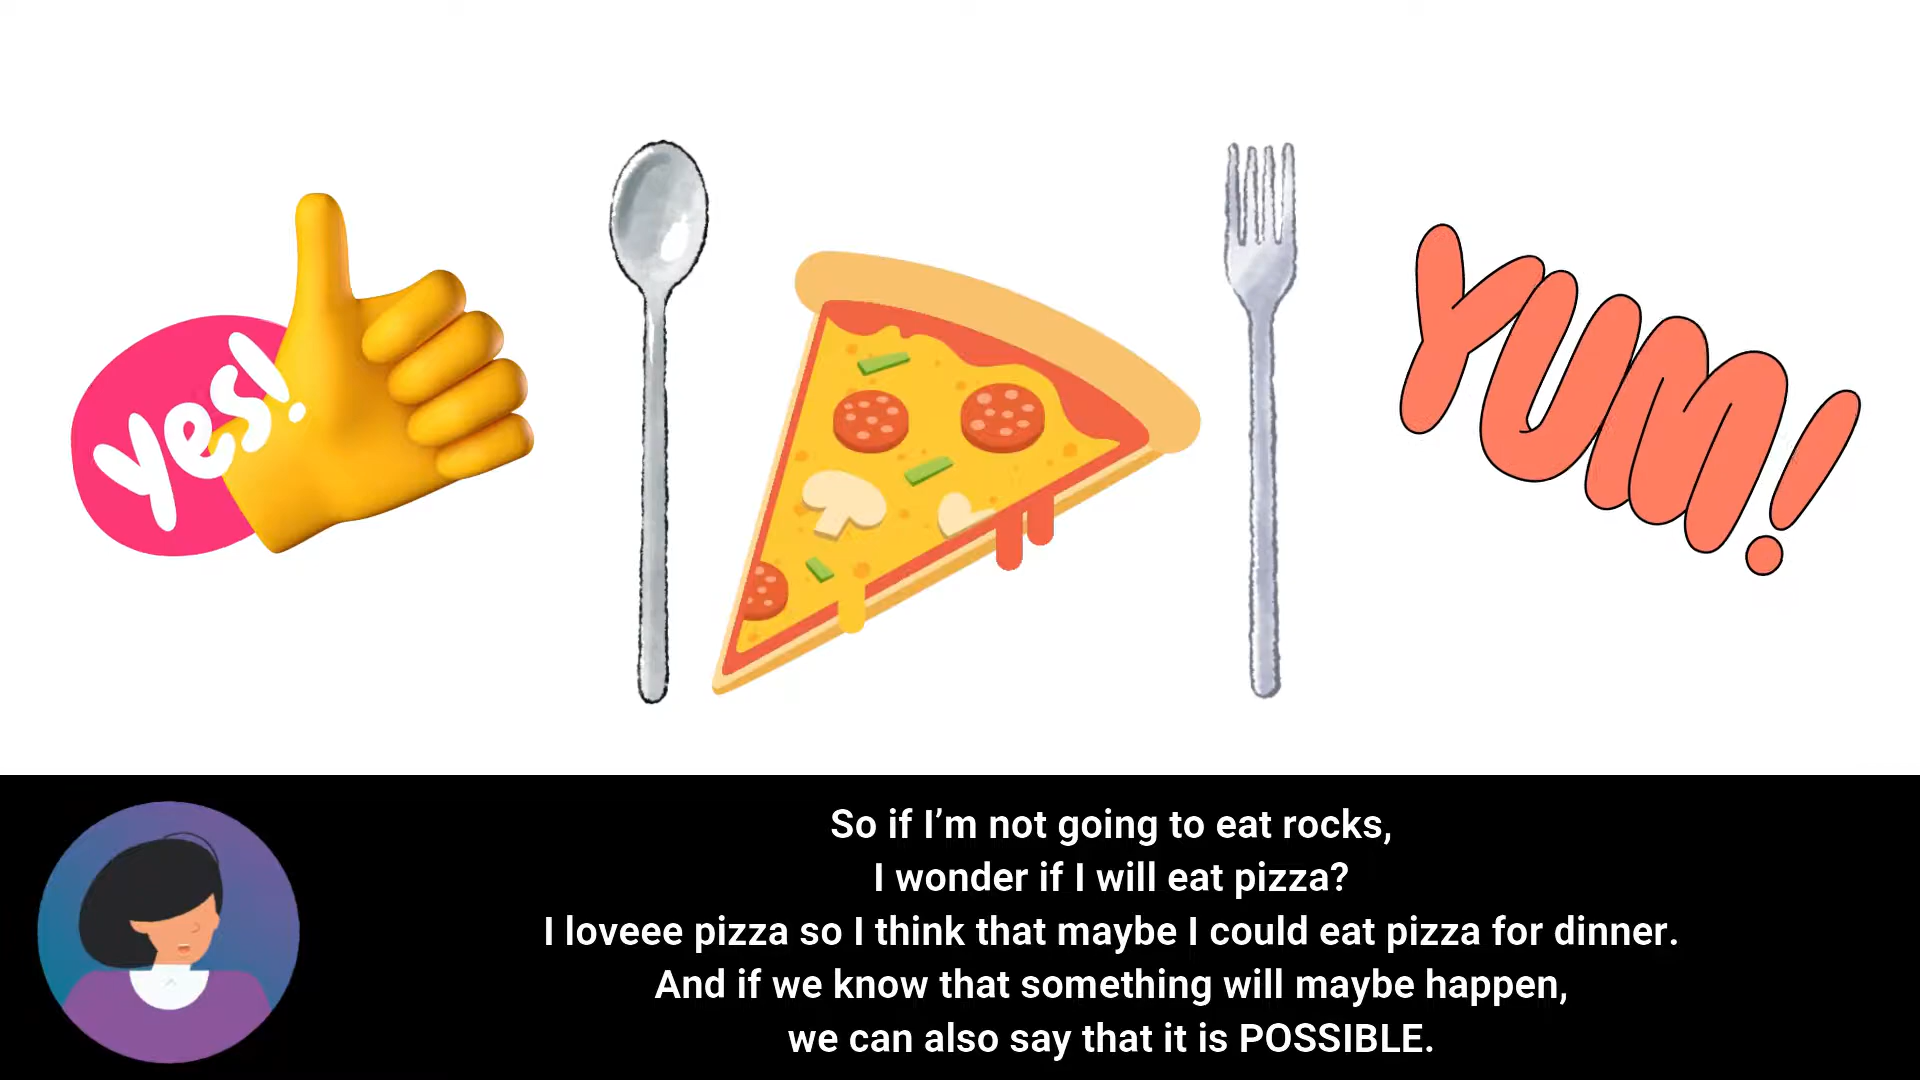 Yes!
YUM!
So if I’m not going to eat rocks,
I wonder if I will eat pizza?
I loveee pizza so I think that maybe I could eat pizza for dinner.
And if we know that something will maybe happen,
we can also say that it is POSSIBLE.